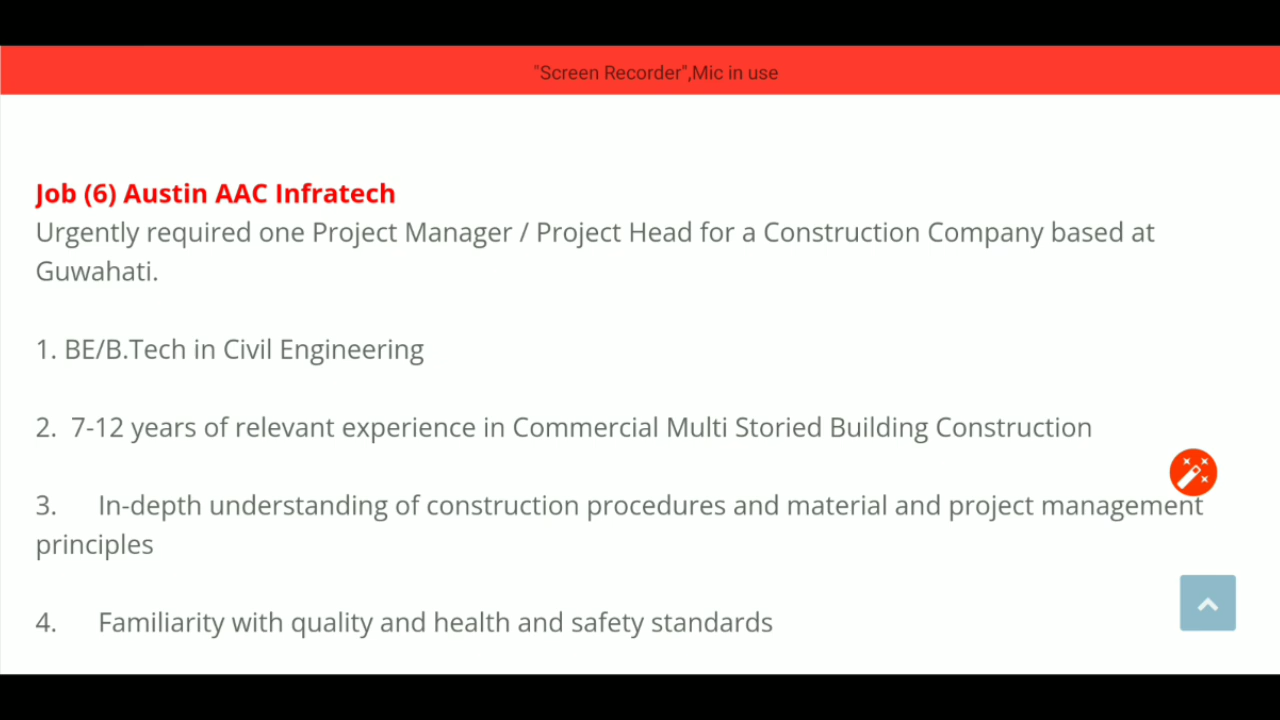 "Screen Recorder",Mic in use
Job (6) Austin AAC Infratech
Urgently required one Project Manager / Project Head for a Construction Company based at
Guwahati.
1. BE/B.Tech in Civil Engineering
2. 7-12 years of relevant experience in Commercial Multi Storied Building Construction
3. In-depth understanding of construction procedures and material and project management
principles
4. Familiarity with quality and health and safety standards